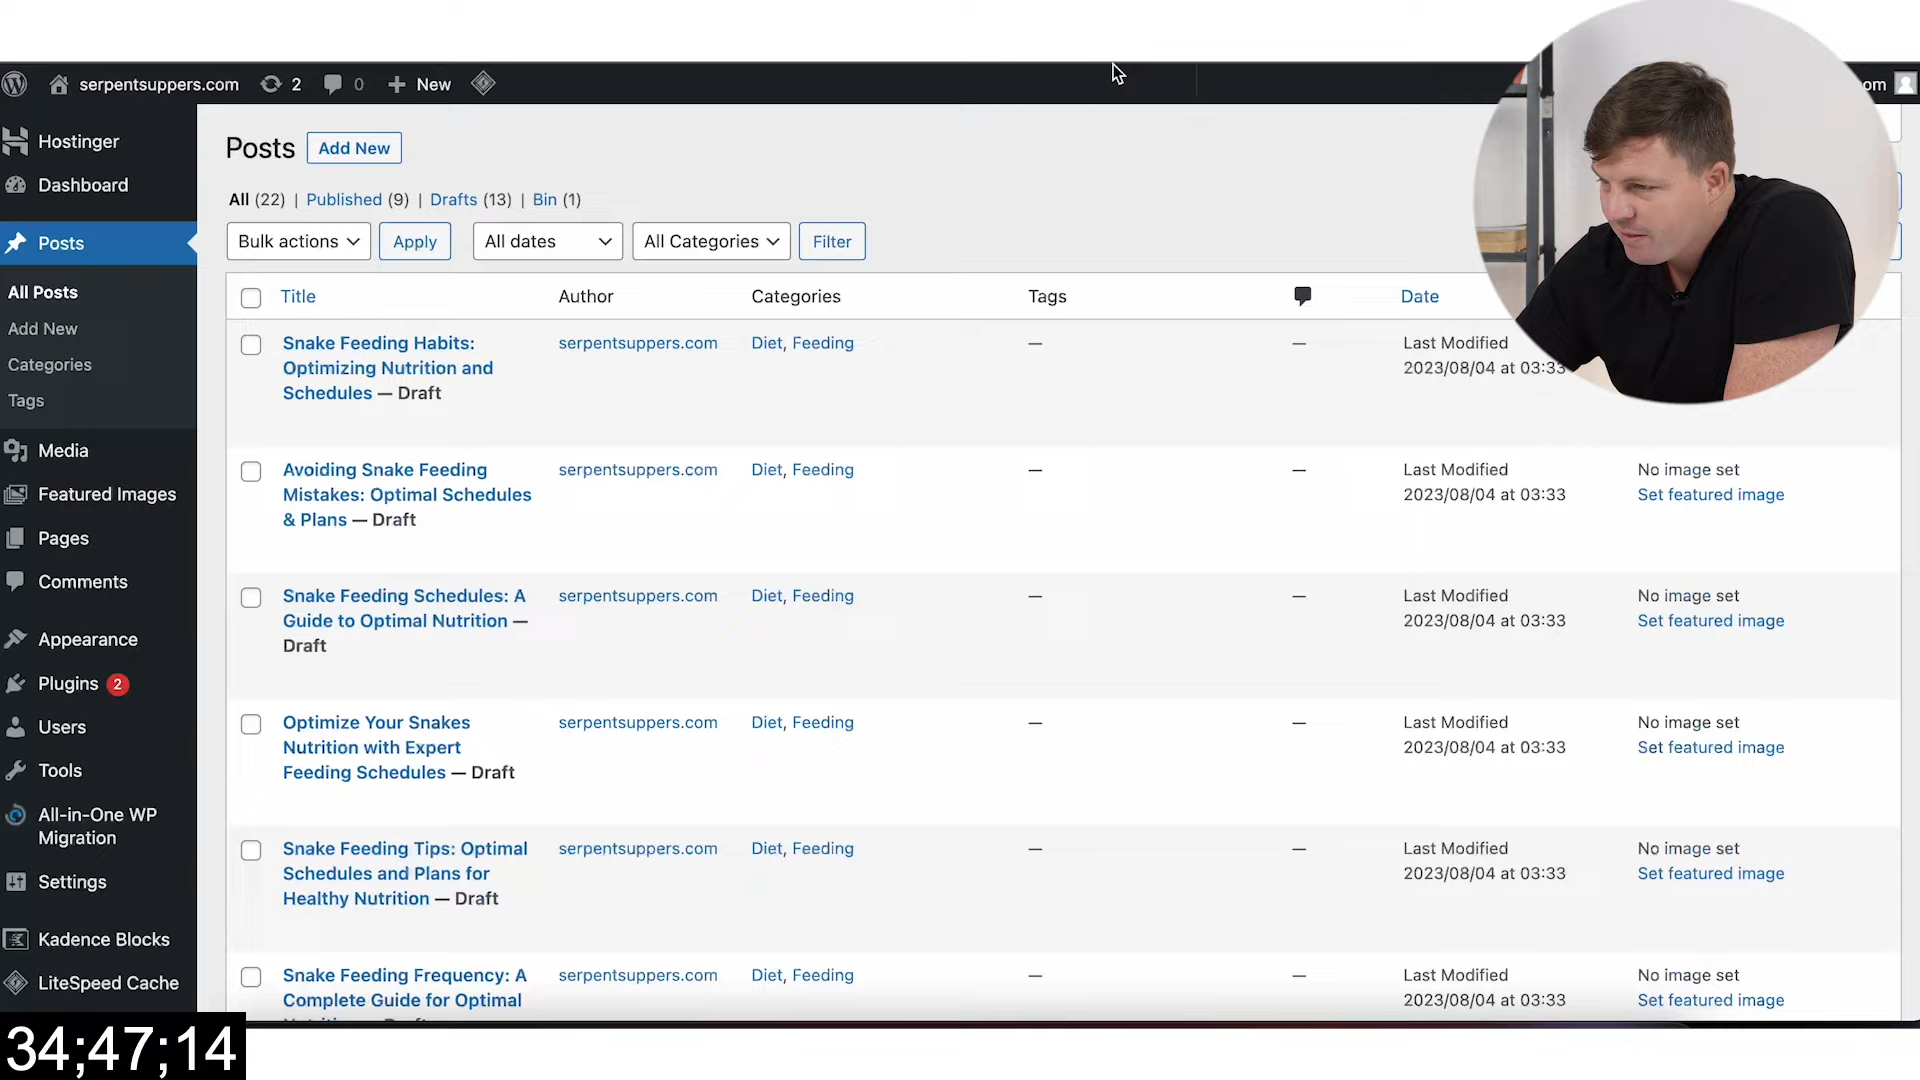 serpentsuppers.com 2 0 New om
Hostinger
Dashboard
Posts
All Posts
Add New
Categories
Tags
Media
Featured Images
Pages
Comments
Appearance
Plugins 2
Users
Tools
All-in-One WP
Migration
Settings
Kadence Blocks
LiteSpeed Cache
Posts Add New
All (22) | Published (9) | Drafts (13) | Bin (1)
Bulk actions Apply All dates All Categories Filter
Title Author Categories Tags Date
Snake Feeding Habits:
Optimizing Nutrition and
Schedules — Draft
serpentsuppers.com
Diet, Feeding
—
—
Last Modified
2023/08/04 at 03:33
Avoiding Snake Feeding
Mistakes: Optimal Schedules
& Plans — Draft
serpentsuppers.com
Diet, Feeding
—
—
Last Modified
2023/08/04 at 03:33
No image set
Set featured image
Snake Feeding Schedules: A
Guide to Optimal Nutrition —
Draft
serpentsuppers.com
Diet, Feeding
—
—
Last Modified
2023/08/04 at 03:33
No image set
Set featured image
Optimize Your Snakes
Nutrition with Expert
Feeding Schedules — Draft
serpentsuppers.com
Diet, Feeding
—
—
Last Modified
2023/08/04 at 03:33
No image set
Set featured image
Snake Feeding Tips: Optimal
Schedules and Plans for
Healthy Nutrition — Draft
serpentsuppers.com
Diet, Feeding
—
—
Last Modified
2023/08/04 at 03:33
No image set
Set featured image
Snake Feeding Frequency: A
Complete Guide for Optimal
serpentsuppers.com
Diet, Feeding
—
—
Last Modified
2023/08/04 at 03:33
No image set
Set featured image
34;47;14